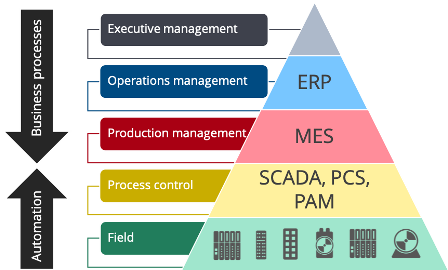 Business processes
Automation
Executive management
Operations management
ERP
Production management
MES
Process control
SCADA, PCS,
PAM
Field